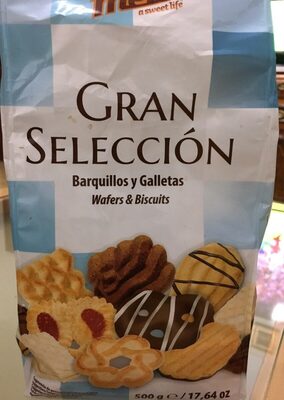 a sweet life
GRAN
SELECCIÓN
Barquillos y Galletas
Wafers & Biscuits
500 g ℮ / 17,64 oz